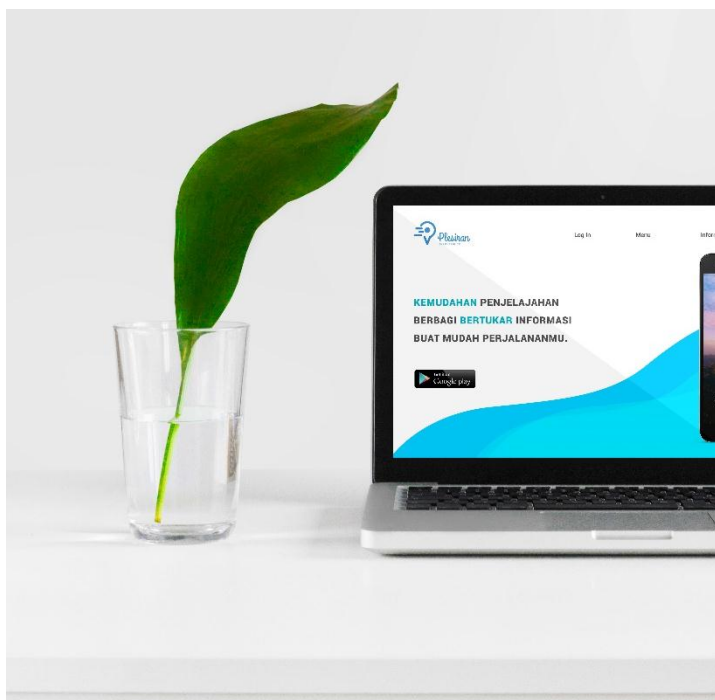 Plesiran
Log In
Menu
KEMUDAHAN PENJELAJAHAN
BERBAGI BERTUKAR INFORMASI
BUAT MUDAH PERJALANANMU.
Google play